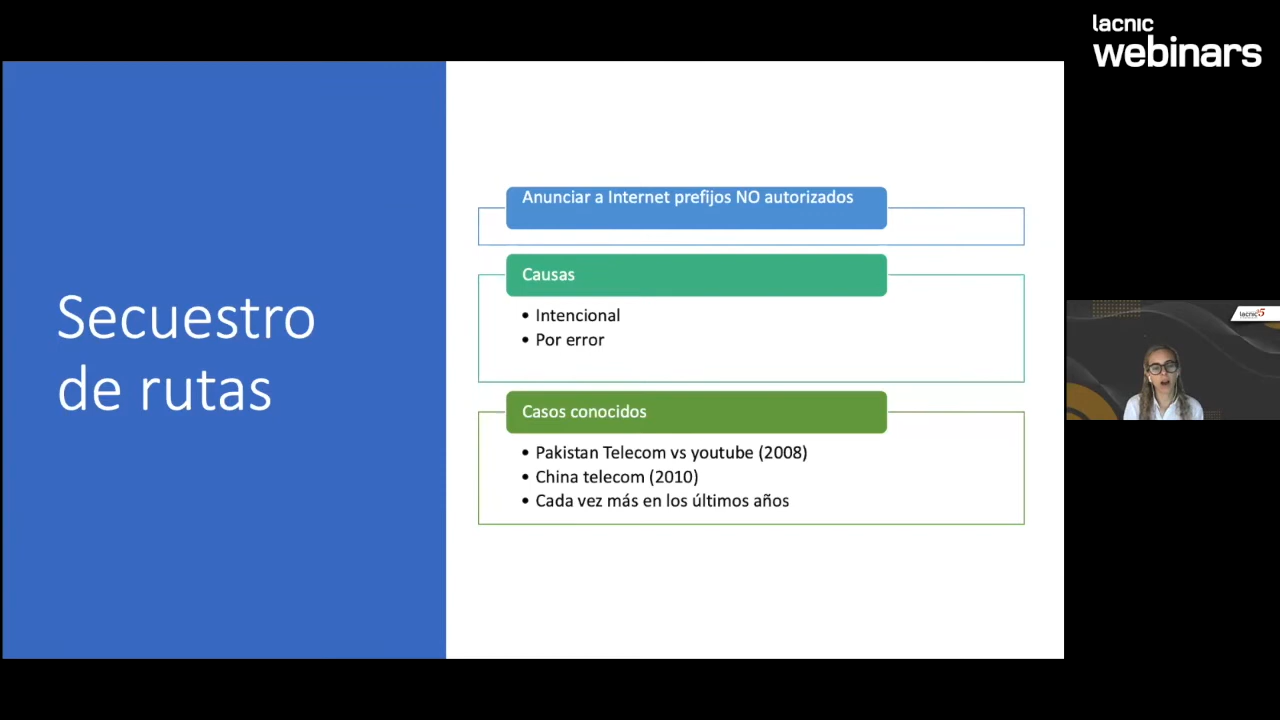 lacnic
webinars
Secuestro
de rutas
Anunciar a Internet prefijos NO autorizados
Causas
• Intencional
• Por error
Casos conocidos
• Pakistan Telecom vs youtube (2008)
• China telecom (2010)
• Cada vez más en los últimos años
lacnic